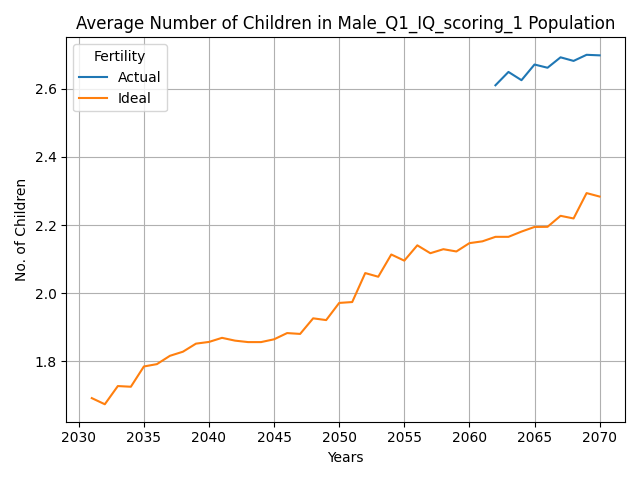 Average Number of Children in Male_Q1_IQ_scoring_1 Population
Fertility
Actual
Ideal
No. of Children
2.6
2.4
2.2
2.0
1.8
2030 2035 2040 2045 2050 2055 2060 2065 2070
Years